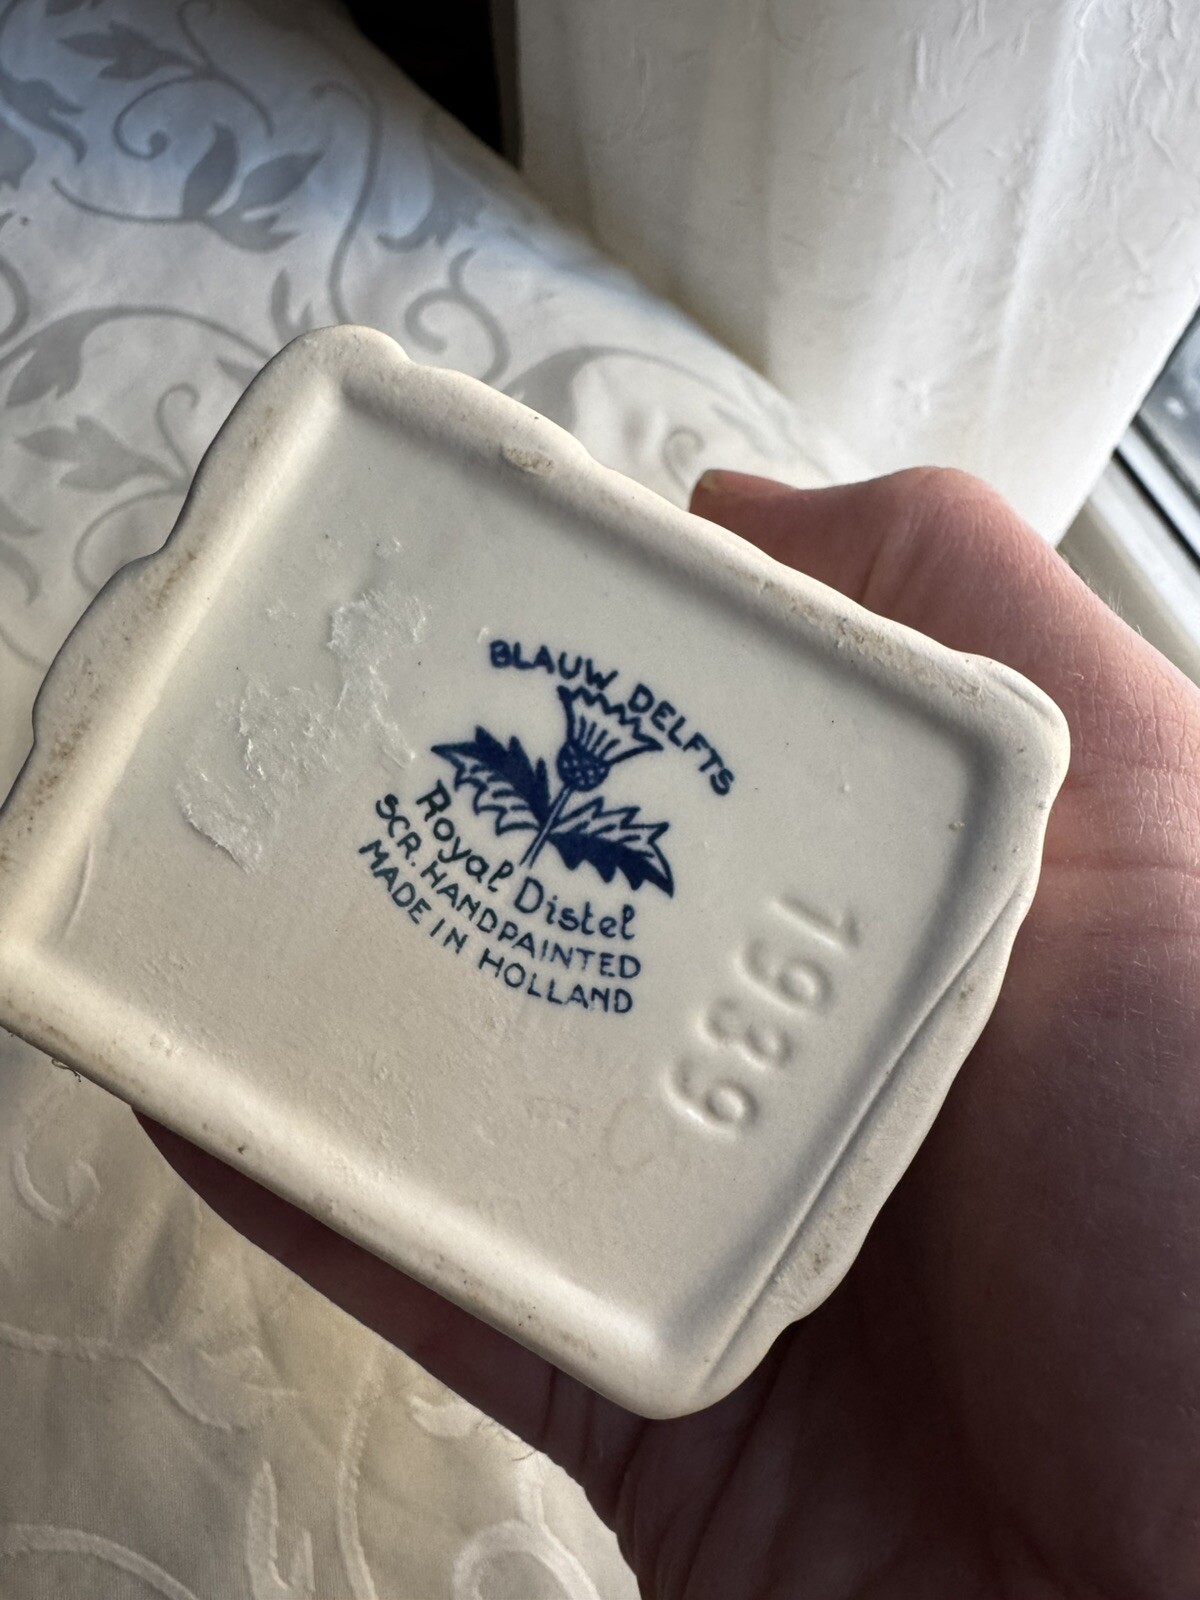 BLAUW DELFTS
Royal Distel
SCR. HANDPAINTED
MADE IN HOLLAND
1939